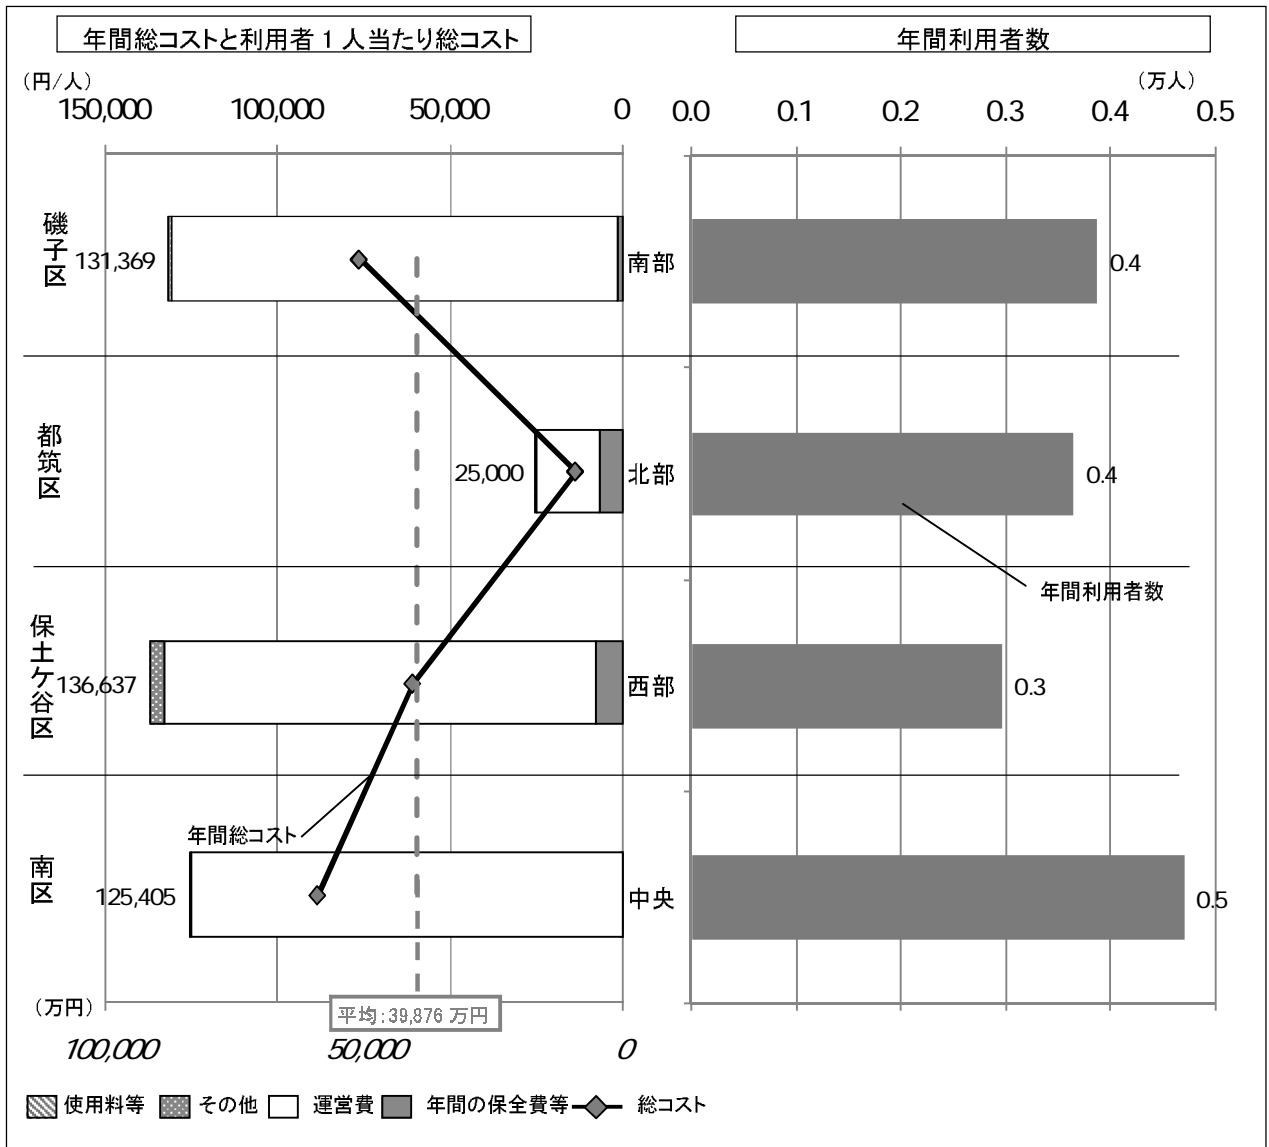 年間総コストと利用者1人当たり総コスト
年間利用者数
(円/人)
(万人)
150,000 100,000 50,000 0
0.0 0.1 0.2 0.3 0.4 0.5
磯子区
131,369
南部
0.4
都筑区
25,000
北部
0.4
年間利用者数
保土ケ谷区
136,637
西部
0.3
年間総コスト
南区
125,405
中央
0.5
(万円)
平均:39,876 万円
100,000 50,000 0
使用料等 その他 運営費 年間の保全費等 総コスト